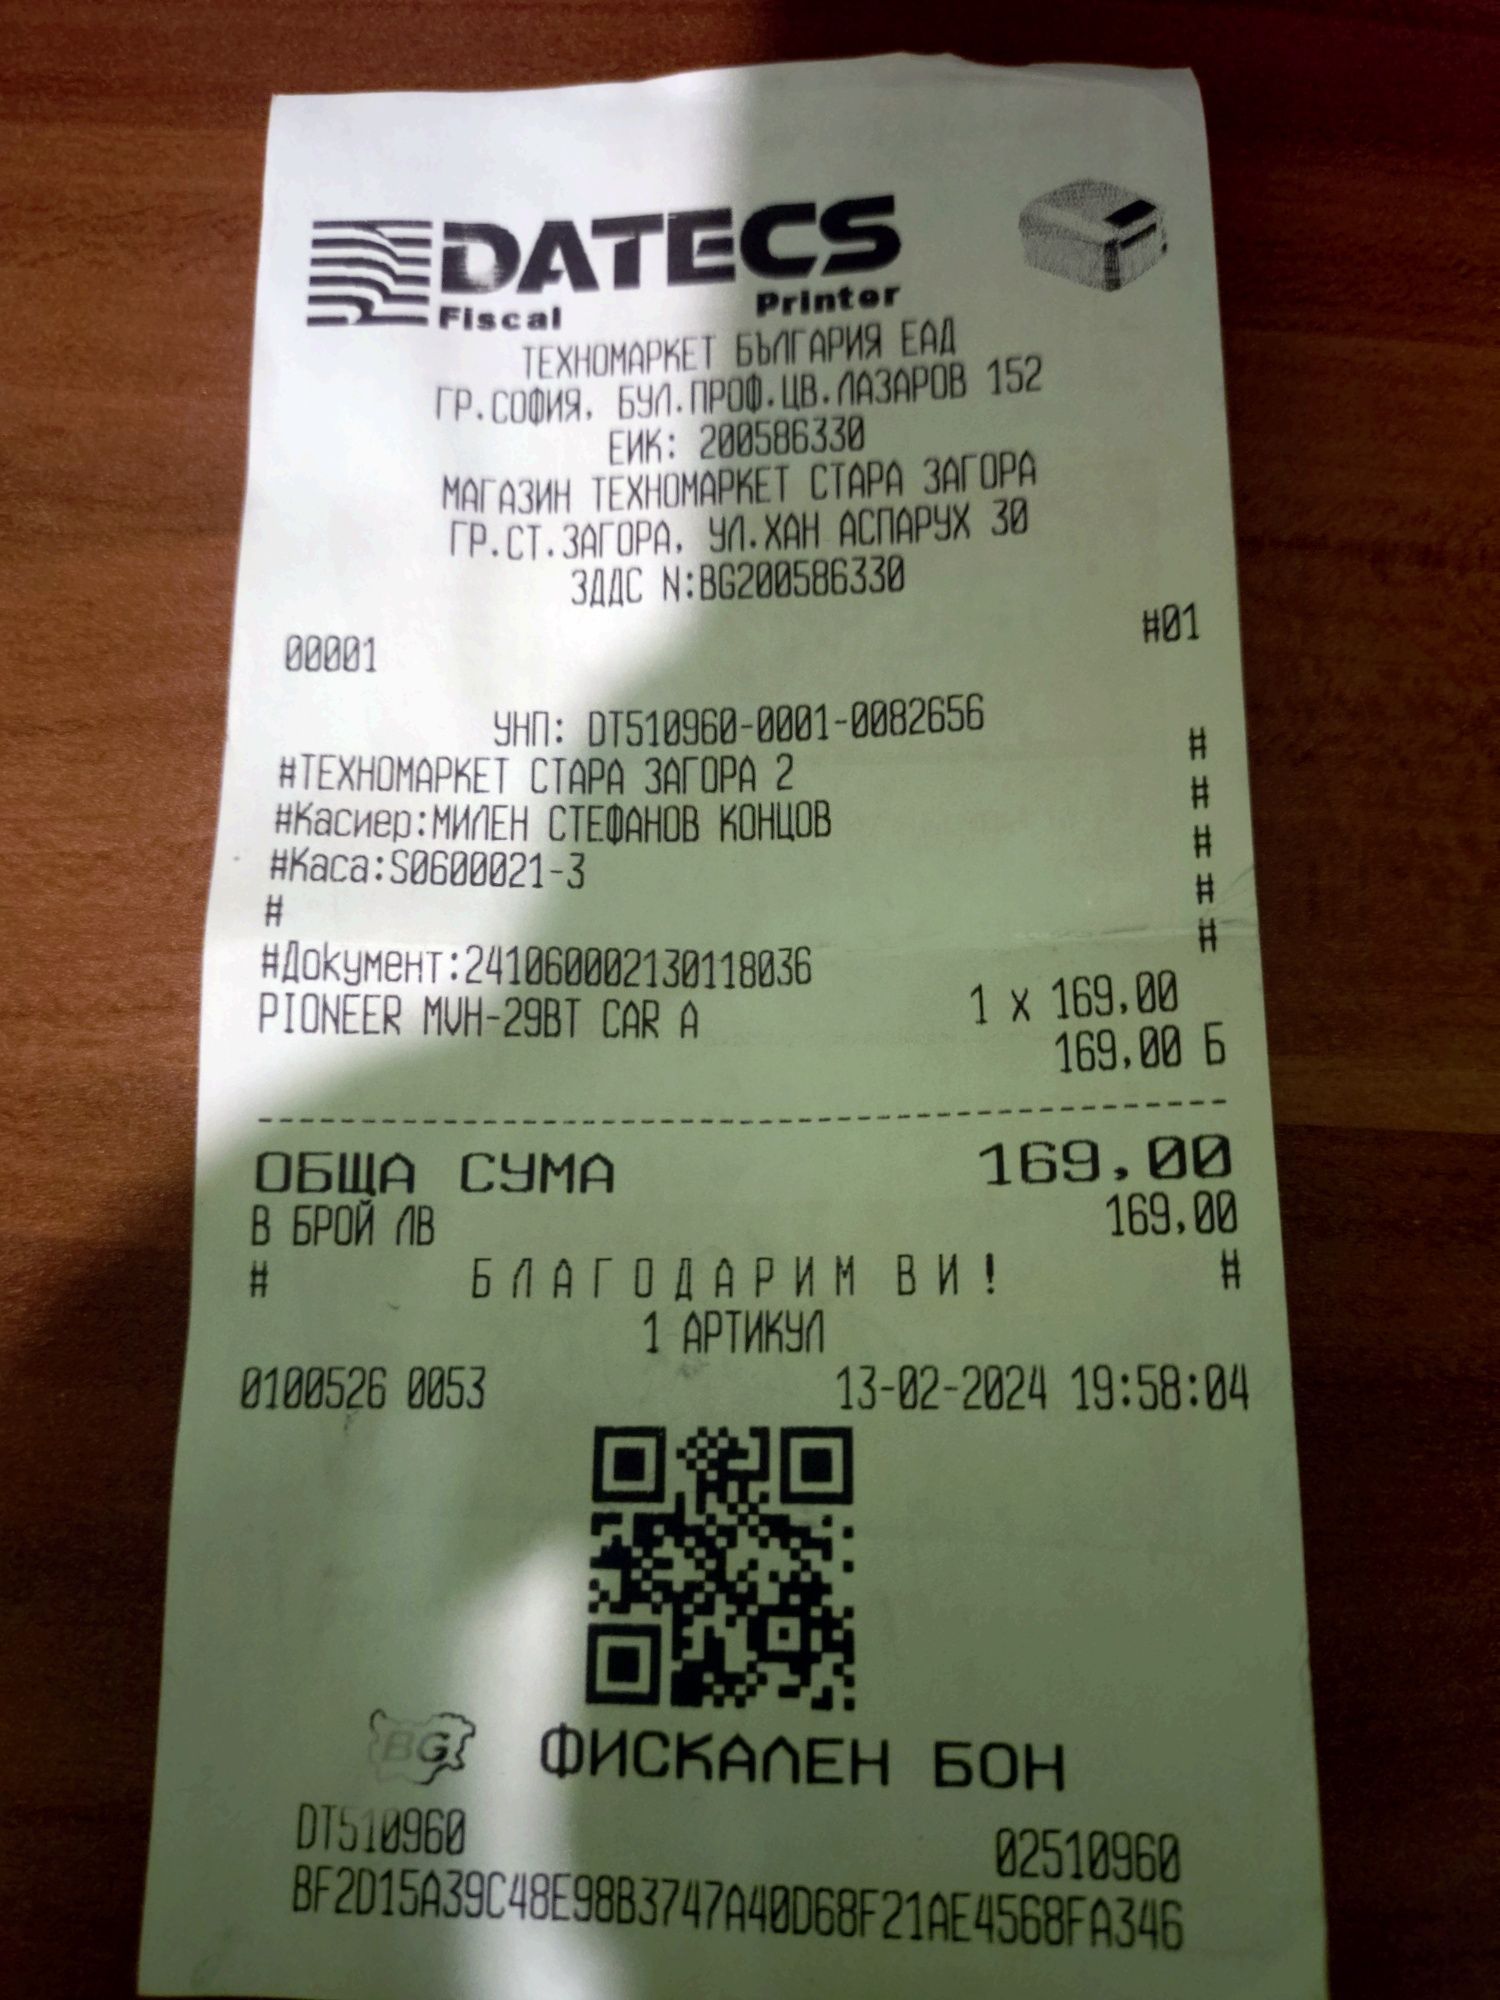 DATECS
Fiscal Printer
ТЕХНОМАРКЕТ БЪЛГАРИЯ ЕАД
ГР.СОФИЯ, БУЛ.ПРОФ.ЦВ.ЛАЗАРОВ 152
ЕИК: 200586330
МАГАЗИН ТЕХНОМАРКЕТ СТАРА ЗАГОРА
ГР.СТ.ЗАГОРА, УЛ.ХАН АСПАРУХ 30
ЗДДС N:BG200586330
00001 #01
УНП: DT510960-0001-0082656
#ТЕХНОМАРКЕТ СТАРА ЗАГОРА 2 #
#Касиер:МИЛЕН СТЕФАНОВ КОНЦОВ #
#Каса:S0600021-3 #
# #
#Документ:241060002130118036 #
PIONEER MVH-29BT CAR A 1 x 169,00
169,00 Б
ОБЩА СУМА 169,00
В БРОЙ ЛВ 169,00
# БЛАГОДАРИМ ВИ! #
1 АРТИКУЛ
0100526 0053 13-02-2024 19:58:04
BG ФИСКАЛЕН БОН
DT510960 02510960
BF2D15A39C48E98B3747A40D68F21AE4568FA346